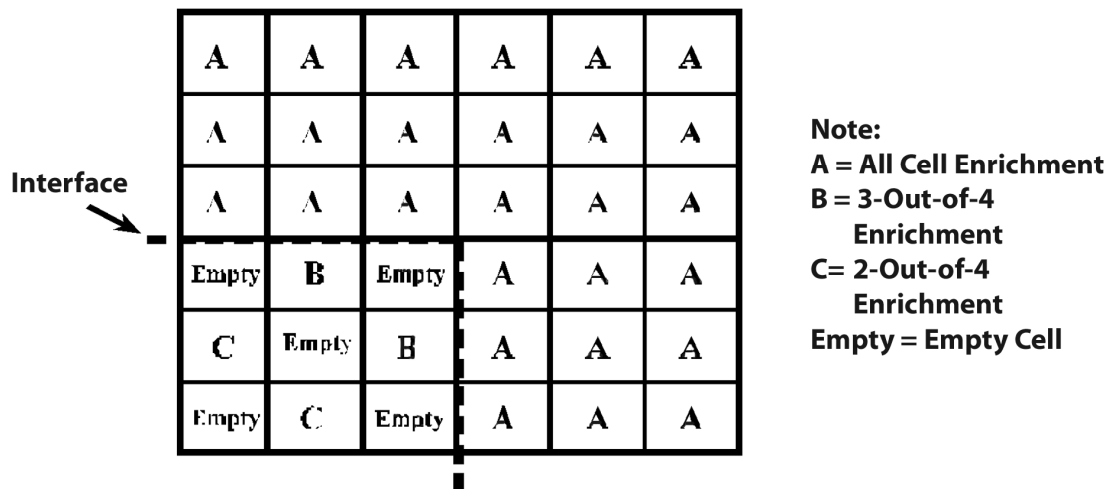 A A A A A A
A A A A A A
A A A A A A
Interface
Empty B Empty A A A
C Empty B A A A
Empty C Empty A A A
Note:
A = All Cell Enrichment
B = 3-Out-of-4
Enrichment
C= 2-Out-of-4
Enrichment
Empty = Empty Cell